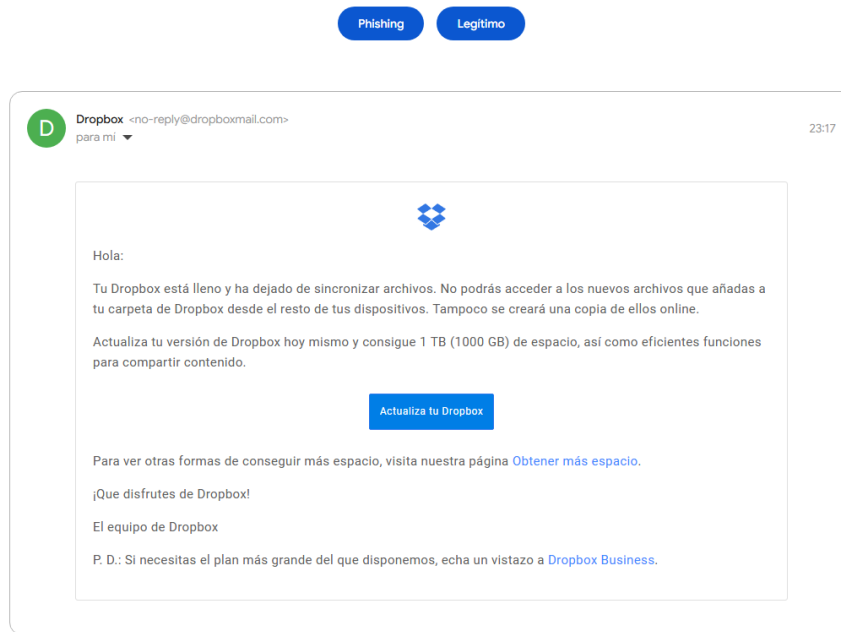 Phishing
Legítimo
D
Dropbox <no-reply@dropboxmail.com>
23:17
para mí
Hola:
Tu Dropbox está lleno y ha dejado de sincronizar archivos. No podrás acceder a los nuevos archivos que añadas a
tu carpeta de Dropbox desde el resto de tus dispositivos. Tampoco se creará una copia de ellos online.
Actualiza tu versión de Dropbox hoy mismo y consigue 1 TB (1000 GB) de espacio, así como eficientes funciones
para compartir contenido.
Actualiza tu Dropbox
Para ver otras formas de conseguir más espacio, visita nuestra página Obtener más espacio.
¡Que disfrutes de Dropbox!
El equipo de Dropbox
P. D.: Si necesitas el plan más grande del que disponemos, echa un vistazo a Dropbox Business.